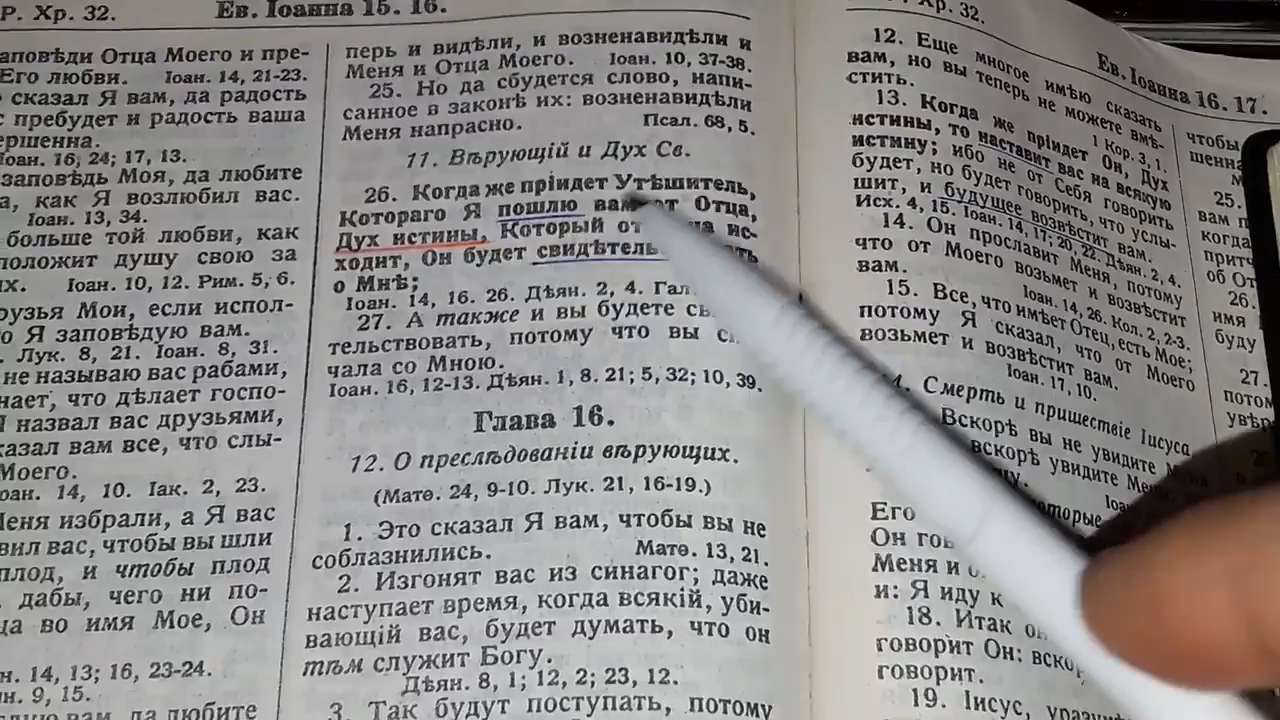 Р. Хр. 32.
Ев. Іоанна 15. 16.
заповѣди Отца Моего и пре-
Его любви. Іоан. 14, 21-23.
сказал Я вам, да радость
пребудет и радость ваша
Іоан. 16, 24; 17, 13.
заповѣдь Моя, да любите
как Я возлюбил вас.
Іоан. 13, 34.
больше той любви, как
положит душу свою за
Іоан. 10, 12. Рим. 5, 6.
Мои, если испол-
Я заповѣдую вам.
Лук. 8, 21. Іоан. 8, 31.
не называю вас рабами,
что дѣлает госпо-
назвал вас друзьями,
сказал вам все, что слы-
Моего.
14, 10. Іак. 2, 23.
Меня избрали, а Я вас
вас, чтобы вы шли
плод, и чтобы плод
дабы, чего ни по-
во имя Мое, Он
14, 13; 16, 23-24.
9, 15.
вам, да любите
перь и видѣли, и возненавидѣли и
Меня и Отца Моего. Іоан. 10, 37-38.
25. Но да сбудется слово, напи-
санное в законѣ их: возненавидѣли
Меня напрасно. Псал. 68, 5.
11. Вѣрующій и Дух Св.
26. Когда же пріидет Утѣшитель,
Котораго Я пошлю вам от Отца,
Дух истины, Который от ис-
ходит, Он будет
о Мнѣ;
Іоан. 14, 16. 26. Дѣян. 2, 4. Гал.
27. А также и вы будете
тельствовать, потому что вы
чала со Мною.
Іоан. 16, 12-13. Дѣян. 1, 8. 21; 5, 32; 10, 39.
Глава 16.
12. О преслѣдованіи вѣрующих.
(Матѳ. 24, 9-10. Лук. 21, 16-19.)
1. Это сказал Я вам, чтобы вы не
соблазнились. Матѳ. 13, 21.
2. Изгонят вас из синагог; даже
наступает время, когда всякій, уби-
вающій вас, будет думать, что он
тѣм служит Богу.
Дѣян. 8, 1; 12, 2; 23, 12.
3. Так будут поступать, потому
Хр. 32.
Ев. Іоанна 16. 17.
12. Еще многое имѣю сказать
вам, но вы теперь не можете вмѣ-
стить. 1 Кор. 3, 1.
13. Когда же пріидет Он, Дух
истины, то наставит вас на всякую
истину; ибо не от Себя говорить
будет, но будет говорить, что услы-
шит, и будущее возвѣстит вам.
Исх. 4, 15. Іоан. 14, 17; 20, 22. Дѣян. 2, 4.
14. Он прославит Меня, потому
что от Моего возьмет и возвѣстит
вам. Іоан. 14, 26. Кол. 2, 2-3.
15. Все, что имѣет Отец, есть Мое;
потому Я сказал, что от Моего
возьмет и возвѣстит вам.
Іоан. 17, 10.
Смерть и пришествіе Іисуса
Вскорѣ вы не увидите
вскорѣ увидите
Его
Он
Меня и
и: Я иду к
18. Итак
говорит Он:
говорит.
19. Іисус,
чтобы
25.
вам
когда
об
26.
имя
буду
27.